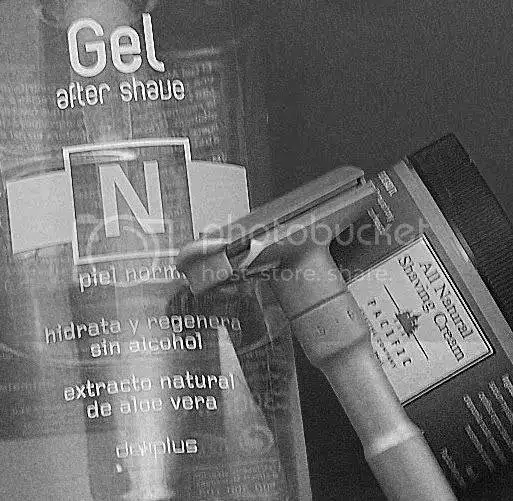 Gel
after shave
N
piel norm
hidrata y regenera
sin alcohol
extracto natural
de aloe vera
deliplus
All Natural
Shaving Cream
PACIFIC
photobucket
host. store. share.